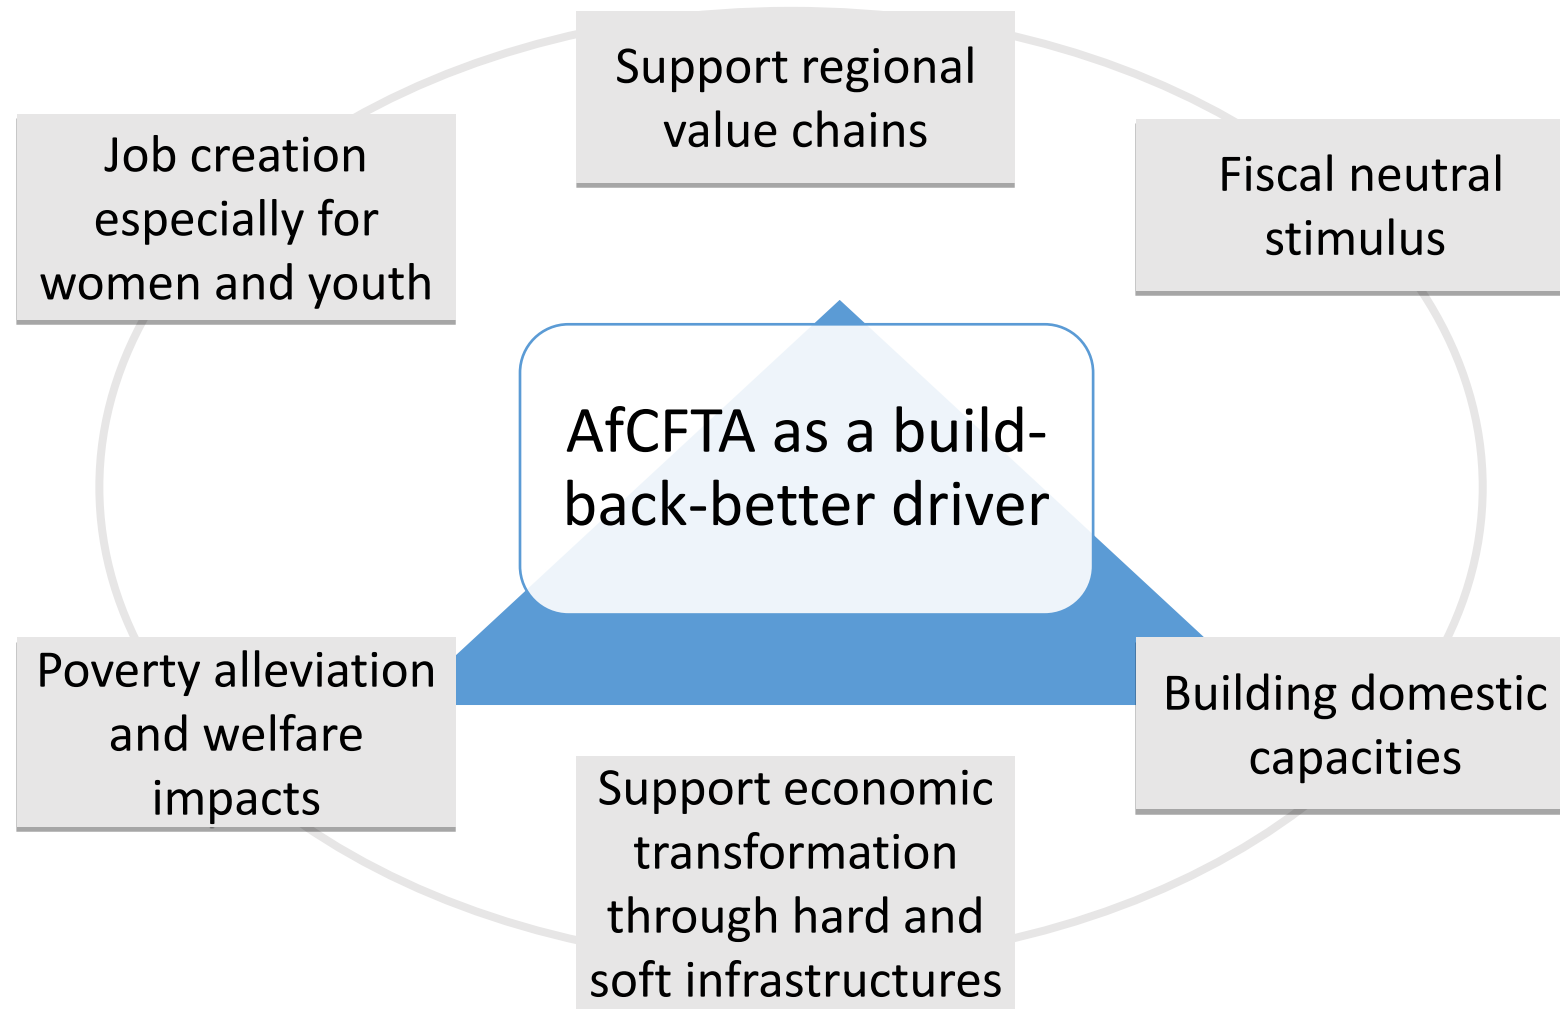 Support regional
value chains
Job creation
especially for
women and youth
Fiscal neutral
stimulus
AfCFTA as a build-
back-better driver
Poverty alleviation
and welfare
impacts
Building domestic
capacities
Support economic
transformation
through hard and
soft infrastructures